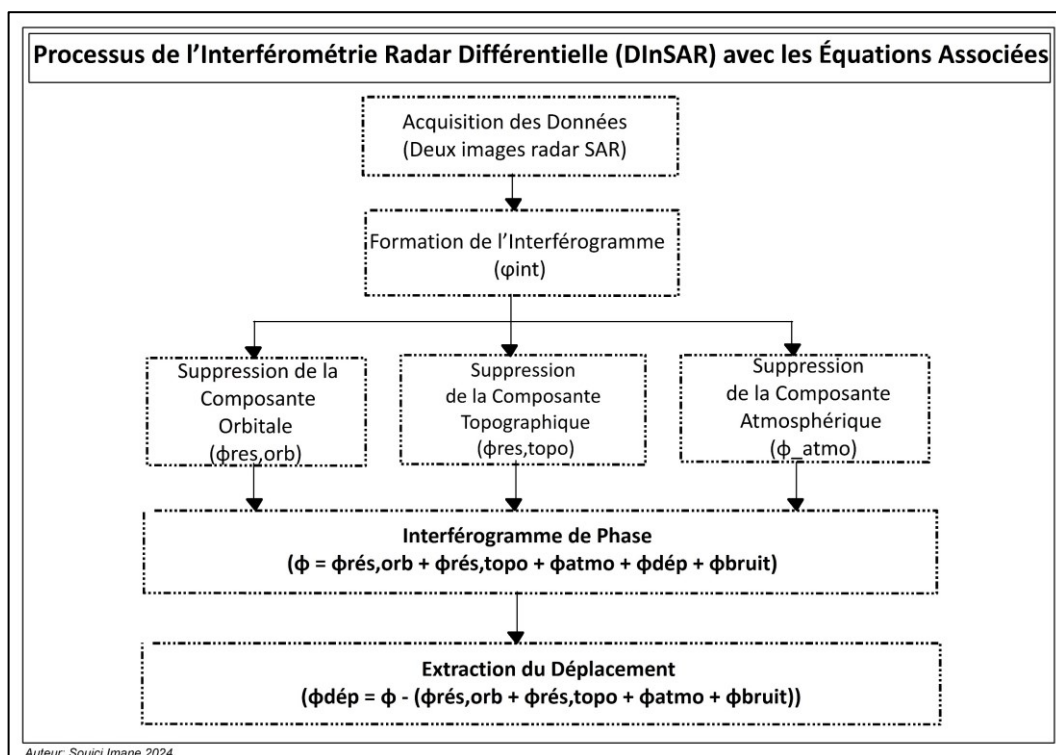 Processus de l’Interférométrie Radar Différentielle (DInSAR) avec les Équations Associées
Acquisition des Données
(Deux images radar SAR)
Formation de l’Interférogramme
(φint)
Suppression de la
Composante
Orbitale
(ϕres,orb)
Suppression
de la Composante
Topographique
(ϕres,topo)
Suppression
de la Composante
Atmosphérique
(ϕ_atmo)
Interférogramme de Phase
(ϕ = ϕrés,orb + ϕrés,topo + ϕatmo + ϕdép + ϕbruit)
Extraction du Déplacement
(ϕdép = ϕ - (ϕrés,orb + ϕrés,topo + ϕatmo + ϕbruit))
Auteur: Souici Imane 2024